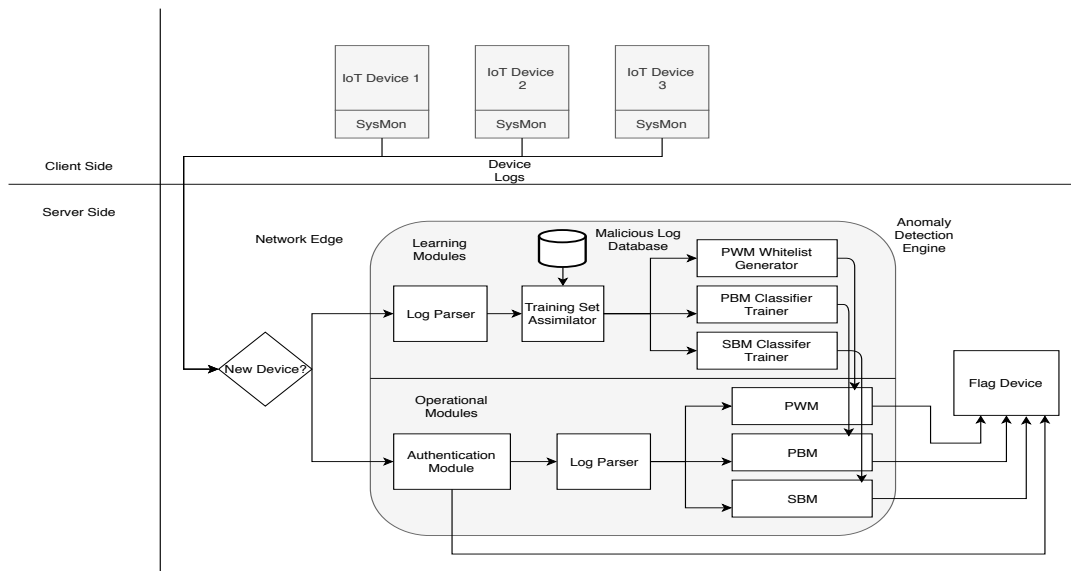 IoT Device 1
SysMon
IoT Device
2
SysMon
IoT Device
3
SysMon
Client Side
Device
Logs
Server Side
Network Edge
Learning
Modules
Malicious Log
Database
Anomaly
Detection
Engine
PWM Whitelist
Generator
Log Parser
Training Set
Assimilator
PBM Classifier
Trainer
SBM Classifer
Trainer
New Device?
Flag Device
Operational
Modules
PWM
Authentication
Module
Log Parser
PBM
SBM